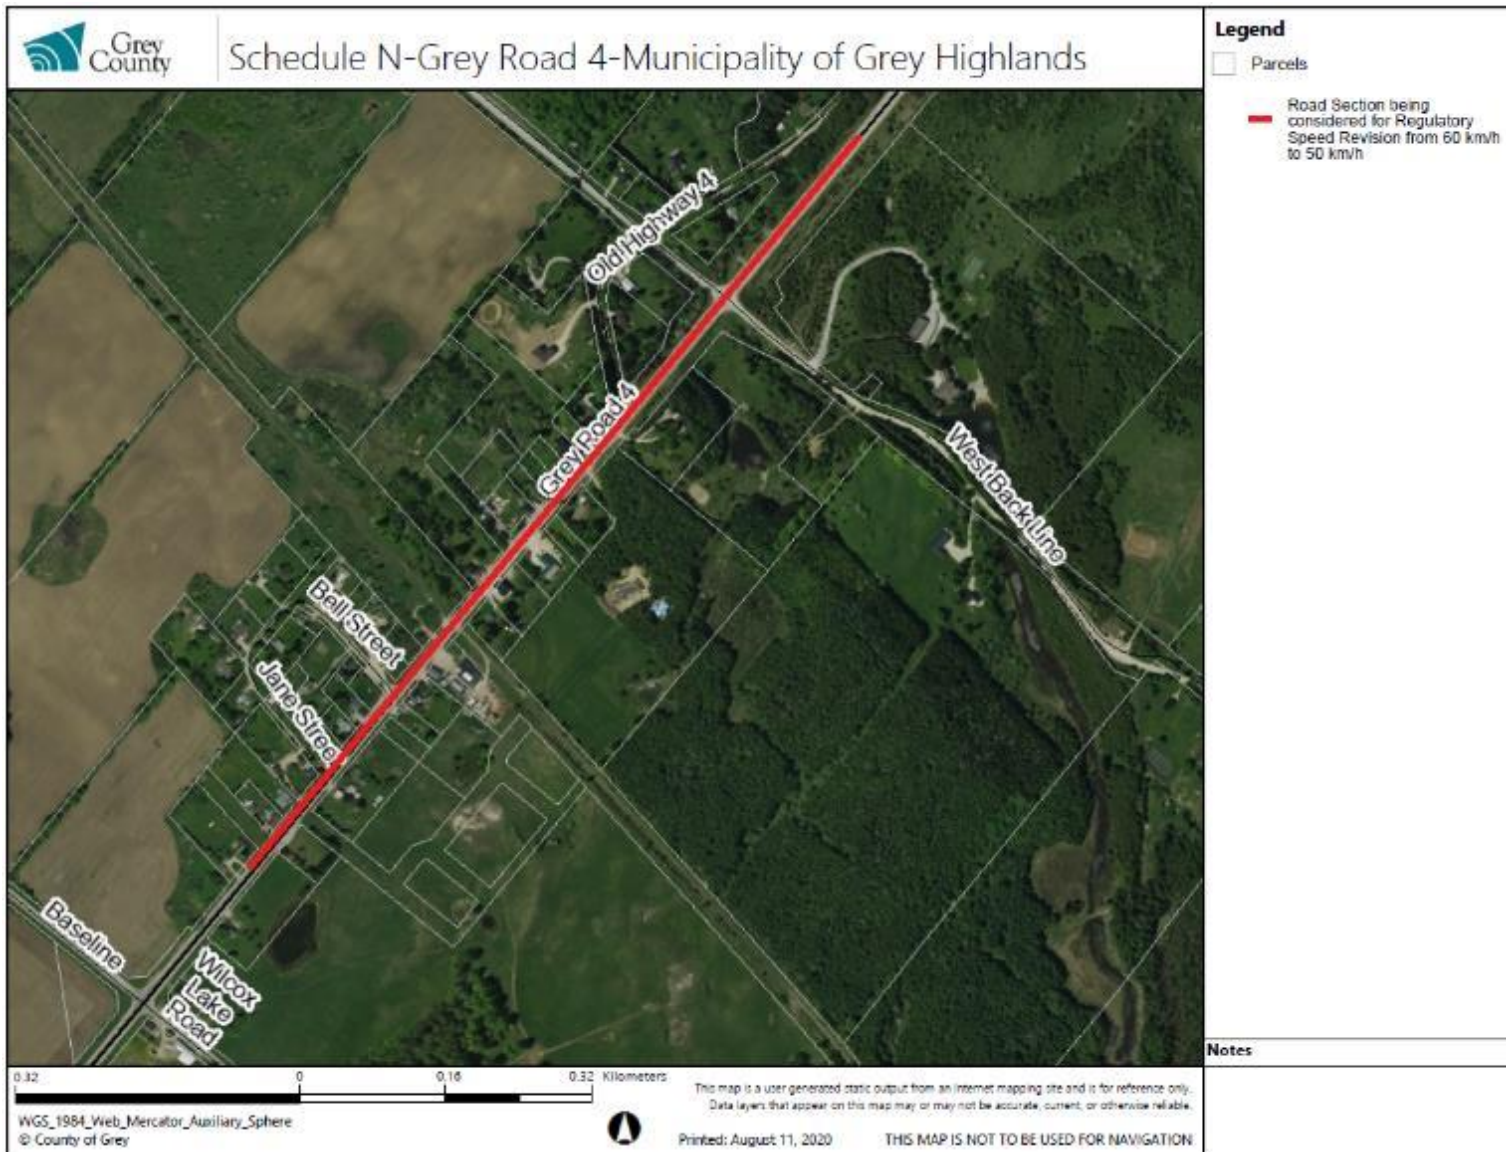 Grey
County
Schedule N-Grey Road 4-Municipality of Grey Highlands
Legend
Parcels
Road Section being
considered for Regulatory
Speed Revision from 60 km/h
to 50 km/h
Old Highway 4
Grey Road 4
West Back Line
Bell Street
Jane Stree
Baseline
Wilcox
Lake
Road
Notes
0.32 0 0.16 0.32 Kilometers
WGS_1984_Web_Mercator_Auxiliary_Sphere
© County of Grey
This map is a user generated static output from an Internet mapping site and is for reference only.
Data layers that appear on this map may or may not be accurate, current, or otherwise reliable.
Printed: August 11, 2020
THIS MAP IS NOT TO BE USED FOR NAVIGATION